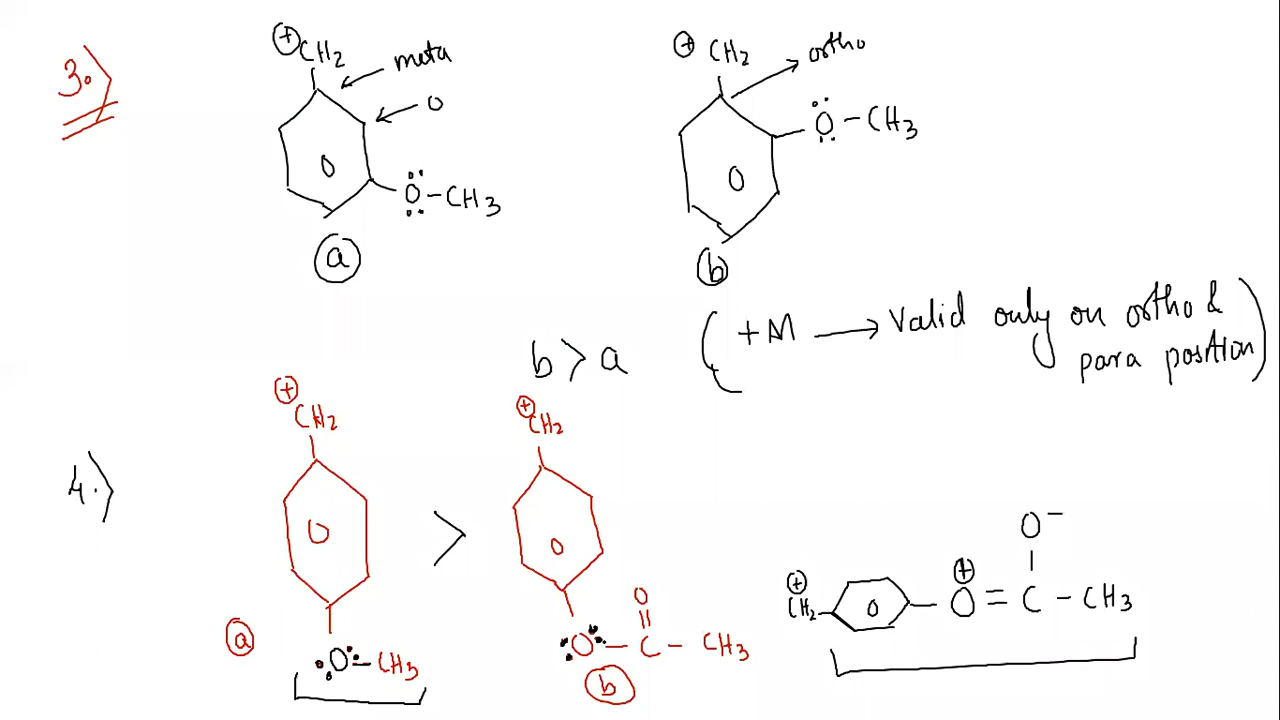 3.)
⊕CH2
meta
O
O-CH3
a
⊕ CH2
ortho
O-CH3
b
b > a
(+M → Valid only on ortho &
para position)
4.)
⊕
CH2
O-CH3
a
>
⊕
CH2
O
O-C-CH3
b
O-
⊕
CH2
⊕
O=C-CH3